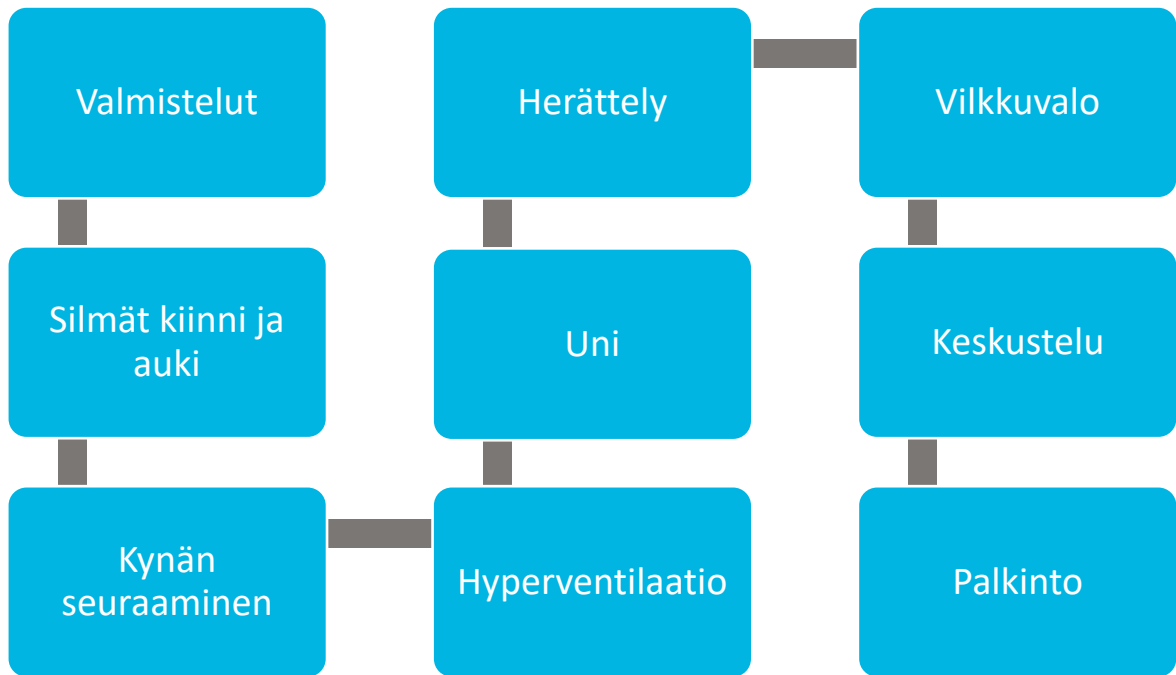 Valmistelut
Silmät kiinni ja
auki
Kynän
seuraaminen
Hyperventilaatio
Uni
Herättely
Vilkkuvalo
Keskustelu
Palkinto